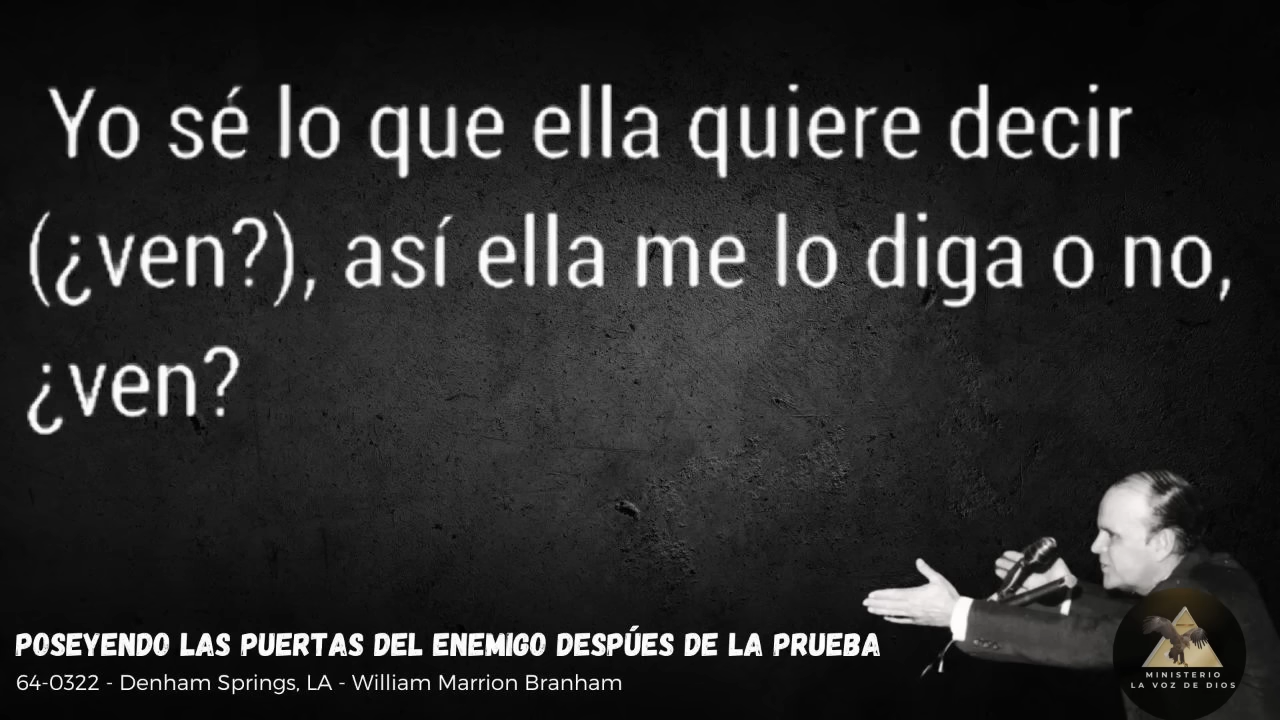 Yo sé lo que ella quiere decir
(¿ven?), así ella me lo diga o no,
¿ven?
POSEYENDO LAS PUERTAS DEL ENEMIGO DESPÚES DE LA PRUEBA
64-0322 - Denham Springs, LA - William Marrion Branham
MINISTERIO
LA VOZ DE DIOS